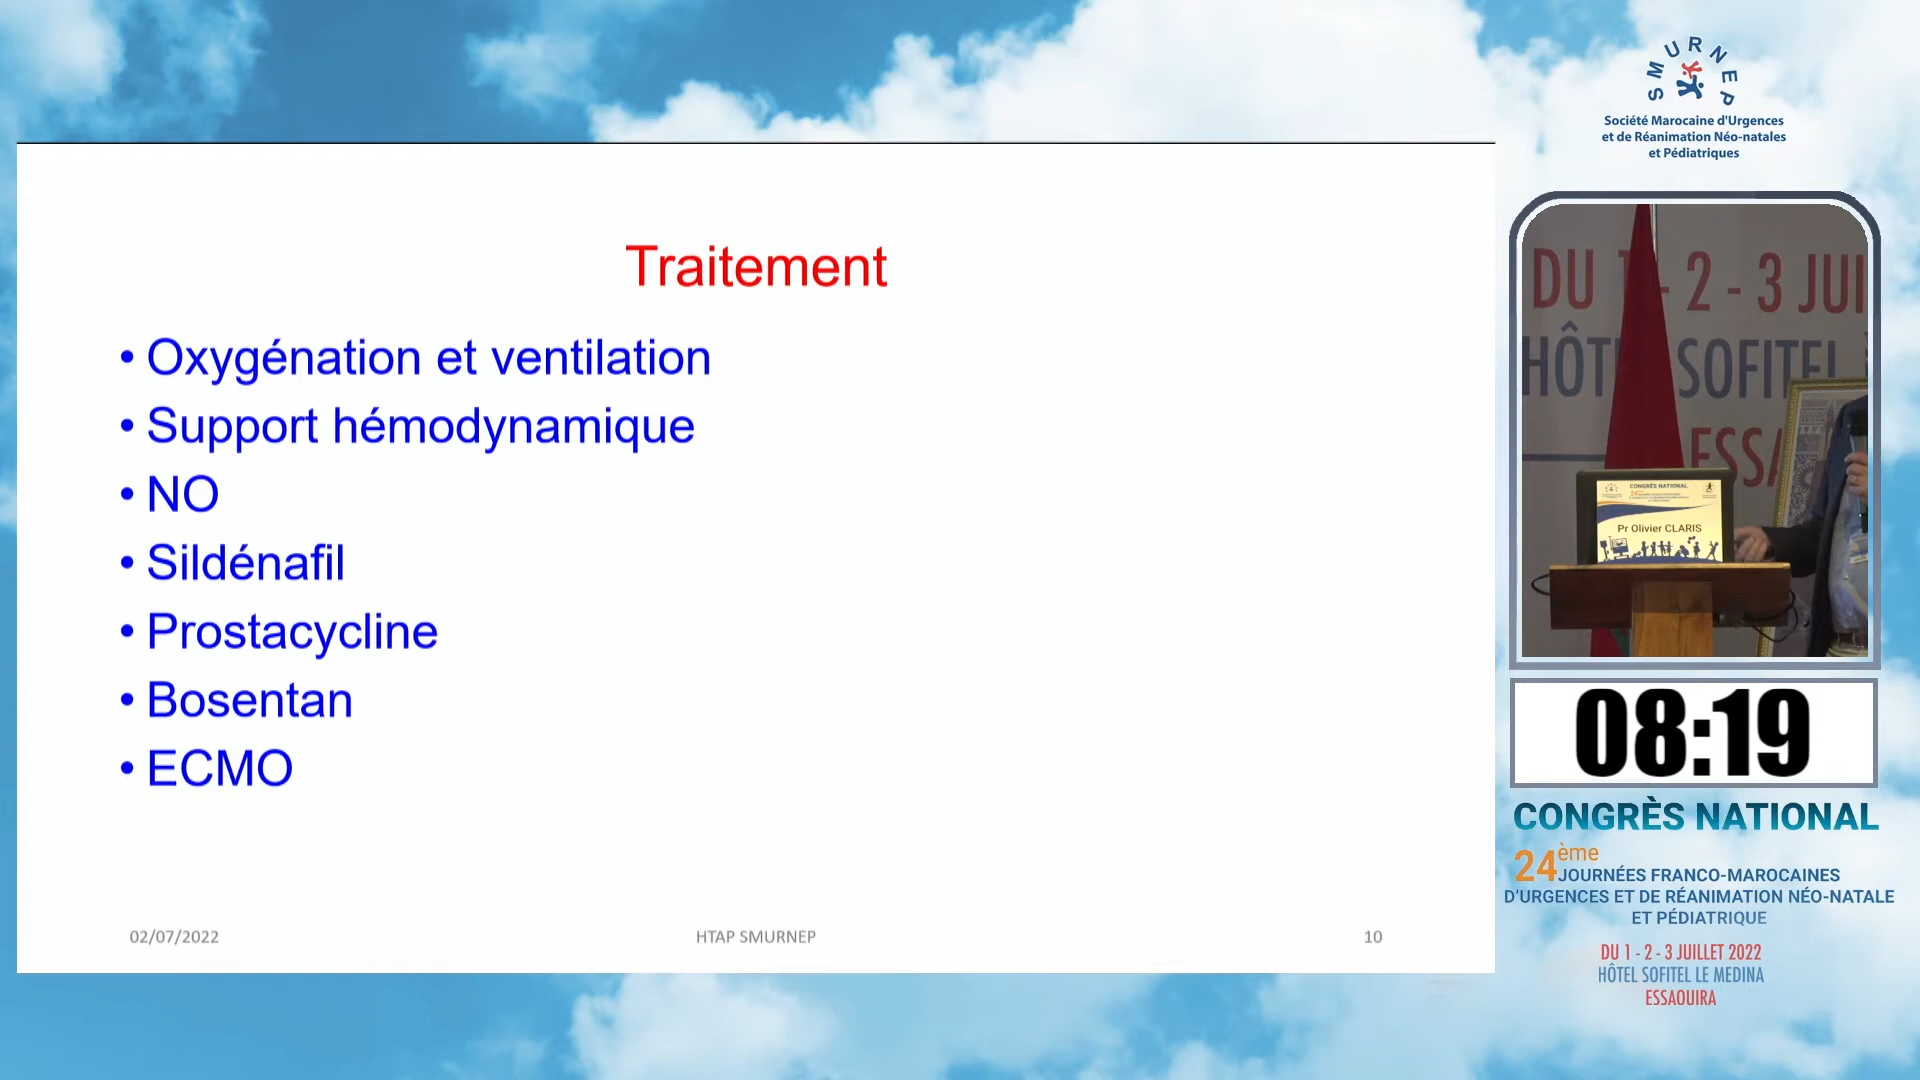 SMURNEP
Société Marocaine d'Urgences
et de Réanimation Néo-natales
et Pédiatriques
Traitement
• Oxygénation et ventilation
• Support hémodynamique
• NO
• Sildénafil
• Prostacycline
• Bosentan
• ECMO
02/07/2022
HTAP SMURNEP
10
DU 1 - 2 - 3 JUI
HÔT SOFITEL
ESSA
CONGRÈS NATIONAL
Pr Olivier CLARIS
08:19
CONGRÈS NATIONAL
24ème
JOURNÉES FRANCO-MAROCAINES
D'URGENCES ET DE RÉANIMATION NÉO-NATALE
ET PÉDIATRIQUE
DU 1 - 2 - 3 JUILLET 2022
HÔTEL SOFITEL LE MEDINA
ESSAOUIRA